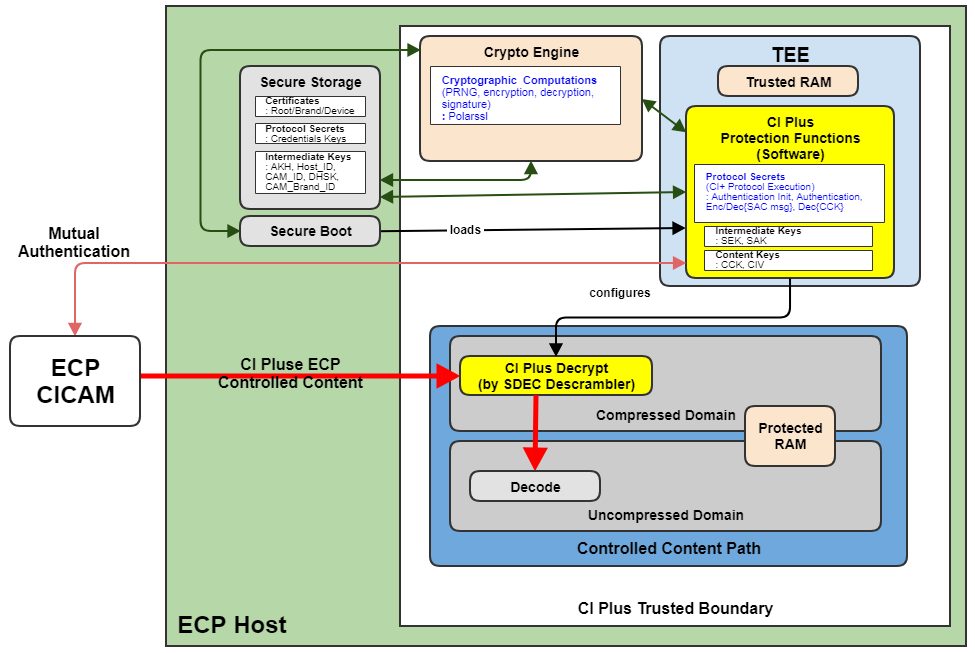 Crypto Engine
Cryptographic Computations
(PRNG, encryption, decryption,
signature)
: Polarssl
TEE
Trusted RAM
Secure Storage
Certificates
: Root/Brand/Device
Protocol Secrets
: Credentials Keys
Intermediate Keys
: AKH, Host_ID,
CAM_ID, DHSK,
CAM_Brand_ID
CI Plus
Protection Functions
(Software)
Protocol Secrets
(CI+ Protocol Execution)
: Authentication Init, Authentication,
Enc/Dec{SAC msg}, Dec{CCK}
Intermediate Keys
: SEK, SAK
Content Keys
: CCK, CIV
Secure Boot
loads
Mutual
Authentication
configures
ECP
CICAM
CI Pluse ECP
Controlled Content
CI Plus Decrypt
(by SDEC Descrambler)
Compressed Domain
Protected
RAM
Decode
Uncompressed Domain
Controlled Content Path
CI Plus Trusted Boundary
ECP Host